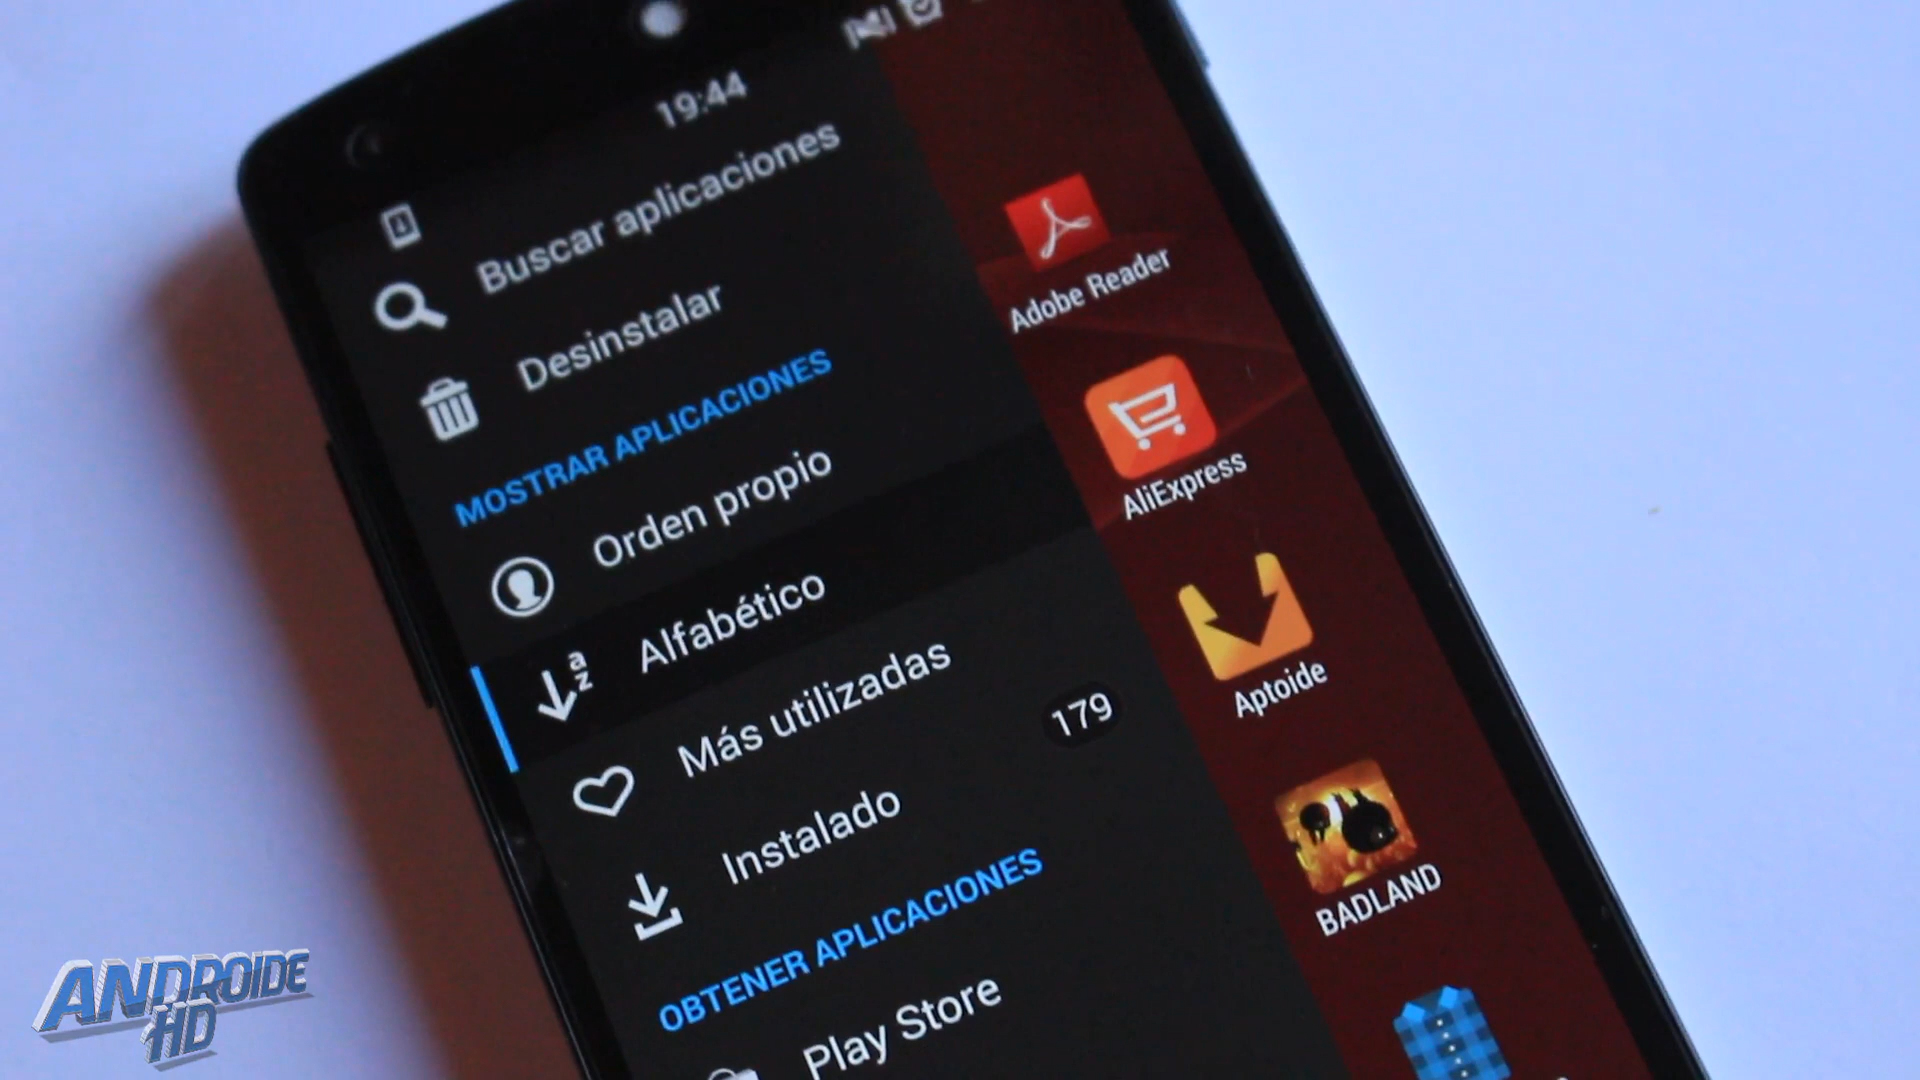 19:44
Buscar aplicaciones
Desinstalar
MOSTRAR APLICACIONES
Orden propio
Alfabético
Más utilizadas
179
Instalado
OBTENER APLICACIONES
Play Store
Adobe Reader
AliExpress
Aptoide
BADLAND
ANDROIDE
HD